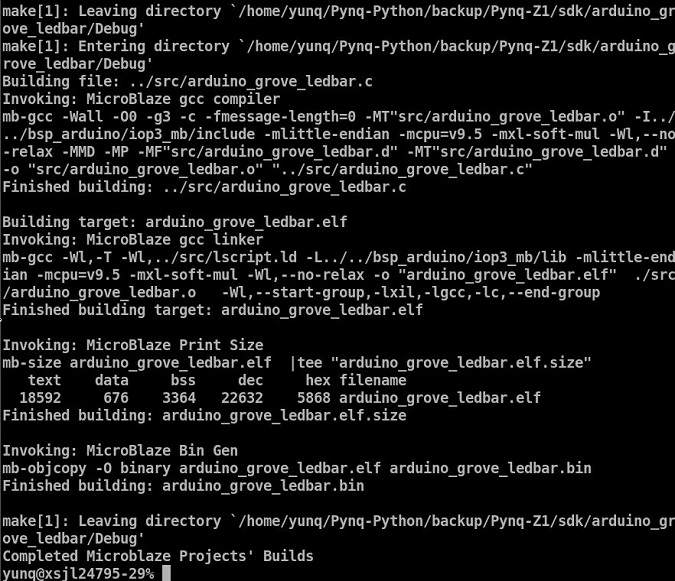 make[1]: Leaving directory `/home/yunq/Pynq-Python/backup/Pynq-Z1/sdk/arduino_gr
ove_ledbar/Debug'
make[1]: Entering directory `/home/yunq/Pynq-Python/backup/Pynq-Z1/sdk/arduino_g
rove_ledbar/Debug'
Building file: ../src/arduino_grove_ledbar.c
Invoking: MicroBlaze gcc compiler
mb-gcc -Wall -O0 -g3 -c -fmessage-length=0 -MT"src/arduino_grove_ledbar.o" -I../
../bsp_arduino/iop3_mb/include -mlittle-endian -mcpu=v9.5 -mxl-soft-mul -Wl,--no
-relax -MMD -MP -MF"src/arduino_grove_ledbar.d" -MT"src/arduino_grove_ledbar.d"
-o "src/arduino_grove_ledbar.o" "../src/arduino_grove_ledbar.c"
Finished building: ../src/arduino_grove_ledbar.c

Building target: arduino_grove_ledbar.elf
Invoking: MicroBlaze gcc linker
mb-gcc -Wl,-T -Wl,../src/lscript.ld -L../../bsp_arduino/iop3_mb/lib -mlittle-end
ian -mcpu=v9.5 -mxl-soft-mul -Wl,--no-relax -o "arduino_grove_ledbar.elf"  ./src
/arduino_grove_ledbar.o   -Wl,--start-group,-lxil,-lgcc,-lc,--end-group
Finished building target: arduino_grove_ledbar.elf

Invoking: MicroBlaze Print Size
mb-size arduino_grove_ledbar.elf  |tee "arduino_grove_ledbar.elf.size"
   text    data     bss     dec     hex filename
  18592     676    3364   22632    5868 arduino_grove_ledbar.elf
Finished building: arduino_grove_ledbar.elf.size

Invoking: MicroBlaze Bin Gen
mb-objcopy -O binary arduino_grove_ledbar.elf arduino_grove_ledbar.bin
Finished building: arduino_grove_ledbar.bin

make[1]: Leaving directory `/home/yunq/Pynq-Python/backup/Pynq-Z1/sdk/arduino_gr
ove_ledbar/Debug'
Completed Microblaze Projects' Builds
yunq@xsjl24795-29%